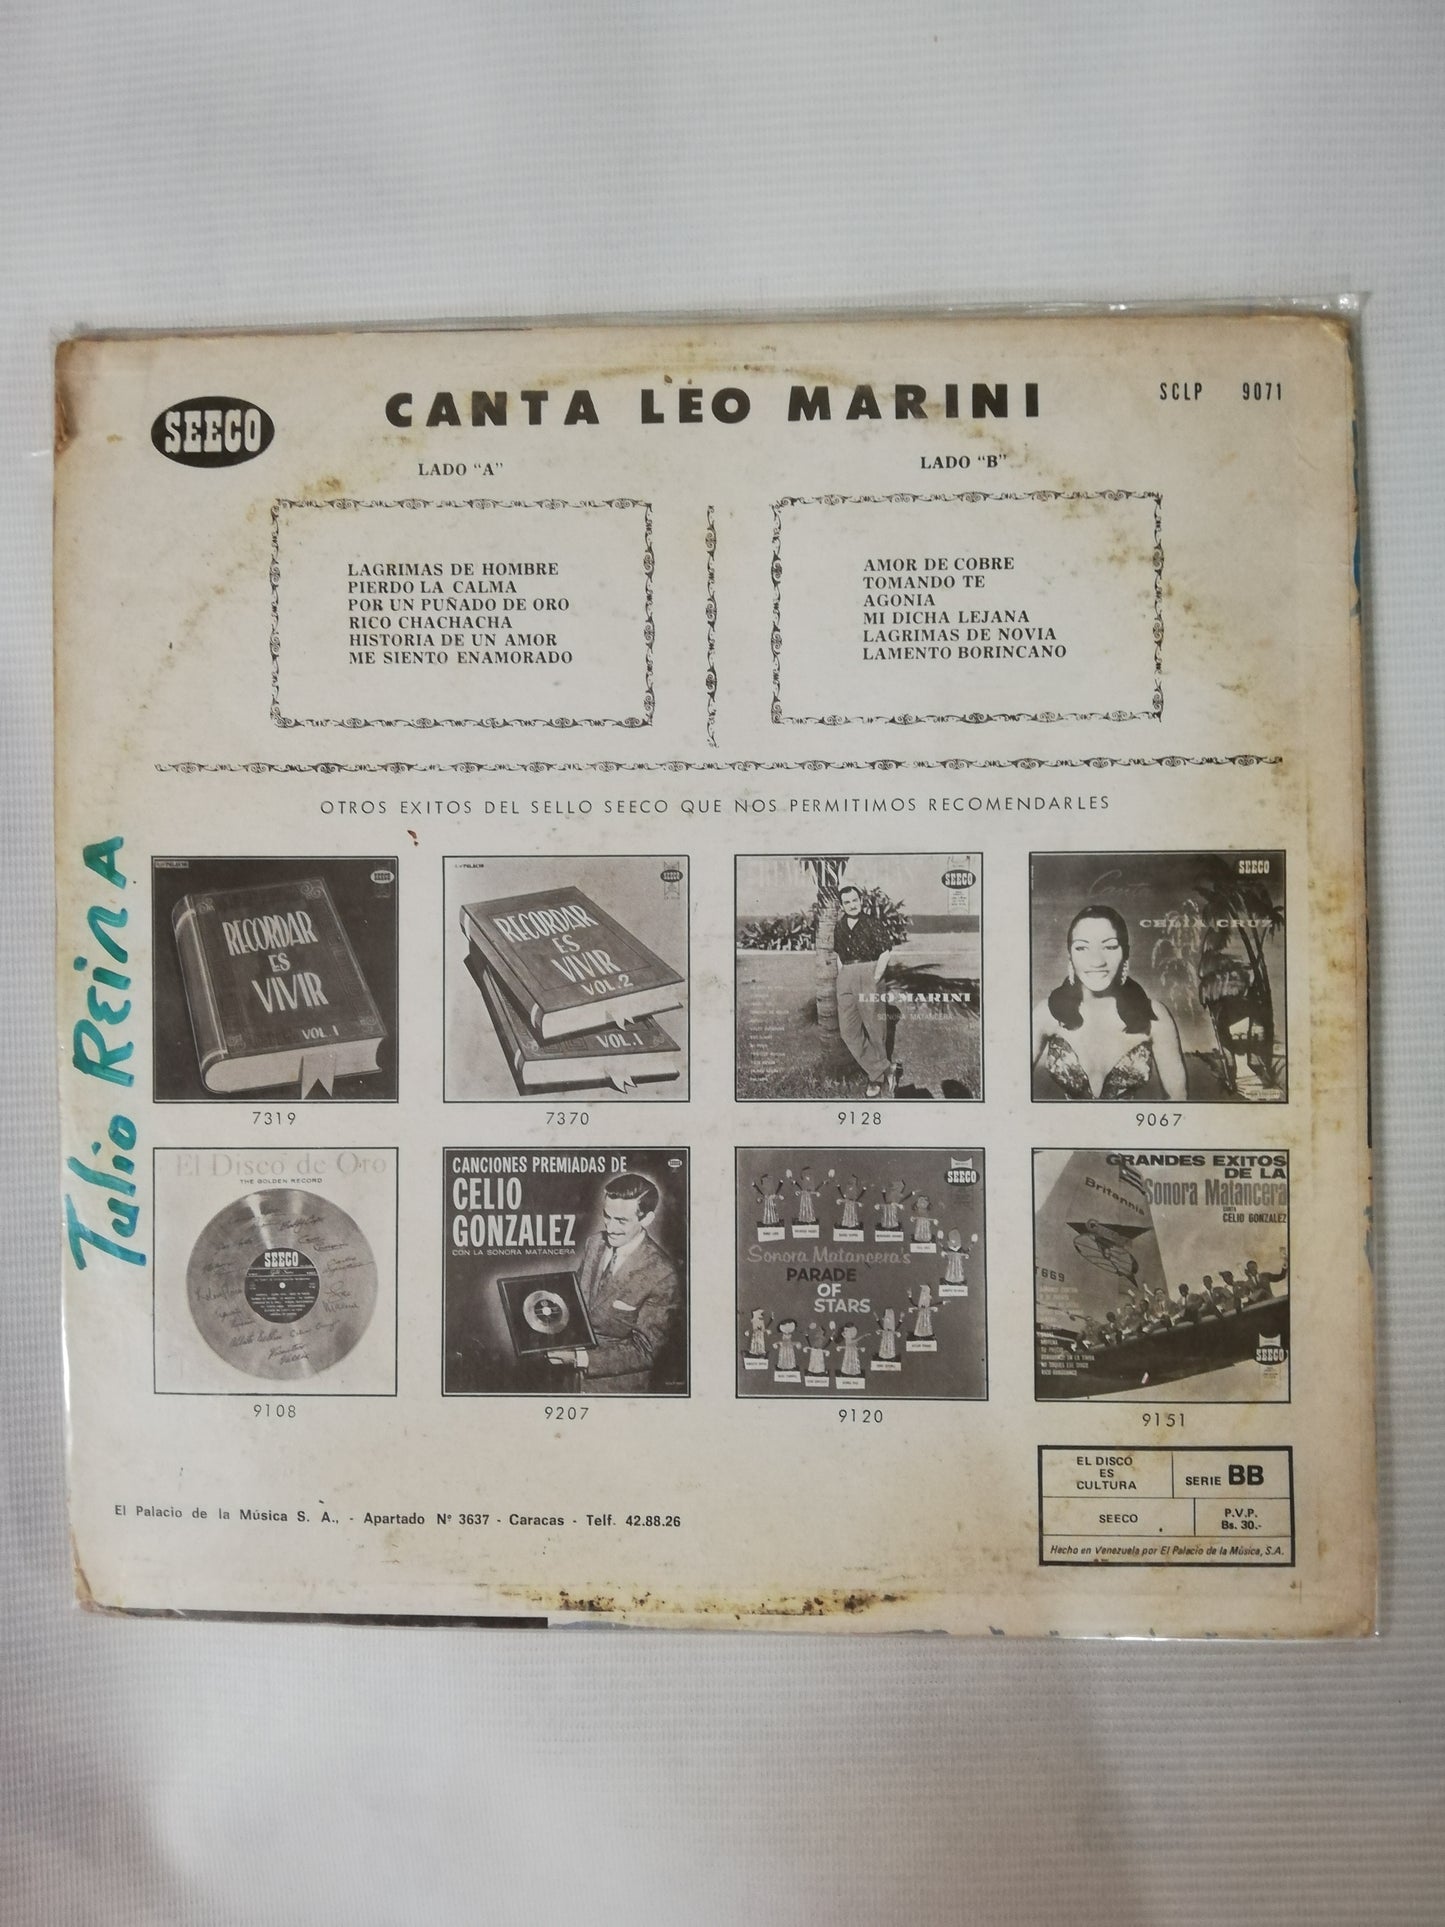 SEECO
CANTA LEO MARINI
SCLP 9071
LADO "A"
LAGRIMAS DE HOMBRE
PIERDO LA CALMA
POR UN PUÑADO DE ORO
RICO CHACHACHA
HISTORIA DE UN AMOR
ME SIENTO ENAMORADO
LADO "B"
AMOR DE COBRE
TOMANDO TE
AGONIA
MI DICHA LEJANA
LAGRIMAS DE NOVIA
LAMENTO BORINCANO
OTROS EXITOS DEL SELLO SEECO QUE NOS PERMITIMOS RECOMENDARLES
Tulio REINA
SEECO
RECORDAR
ES
VIVIR
VOL. 1
7319
SEECO
RECORDAR
ES
VIVIR
VOL. 2
VOL. 1
7370
SEECO
LEO MARINI
SONORA MATANCERA
9128
SEECO
Canta
CELIA CRUZ
9067
El Disco de Oro
THE GOLDEN RECORD
SEECO
9108
CANCIONES PREMIADAS DE
CELIO
GONZALEZ
CON LA SONORA MATANCERA
9207
SEECO
Sonora Matancera's
PARADE
OF
STARS
9120
GRANDES EXITOS
DE LA
Sonora Matancera
CANTA
CELIO GONZALEZ
Britannia
SEECO
9151
El Palacio de la Música S. A., - Apartado Nº 3637 - Caracas - Telf. 42.88.26
EL DISCO
ES
CULTURA
SERIE BB
SEECO
P.V.P.
Bs. 30.-
Hecho en Venezuela por El Palacio de la Música, S.A.